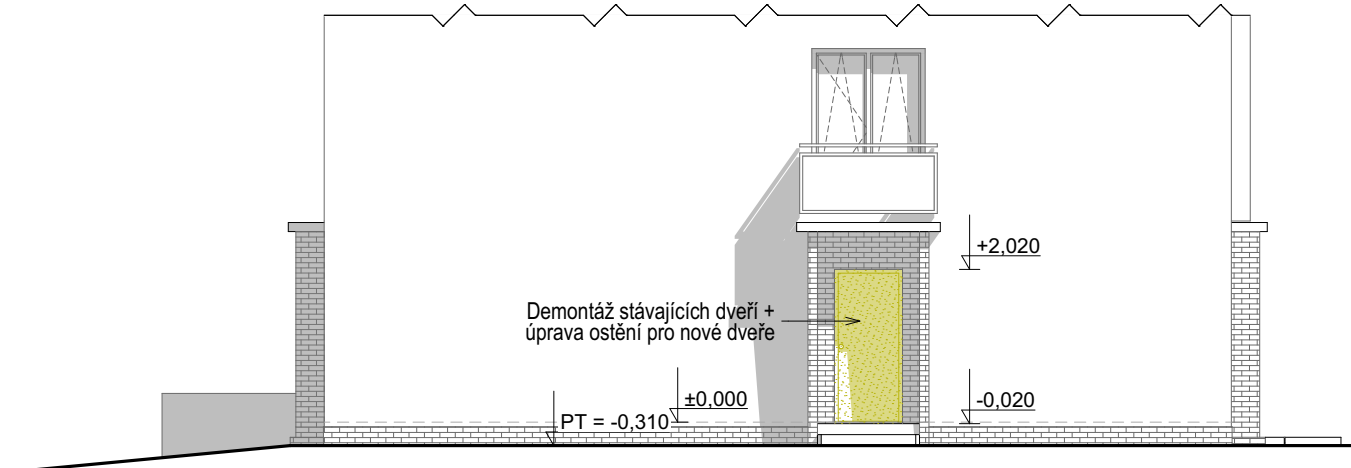 +2,020
Demontáž stávajících dveří +
úprava ostění pro nové dveře
±0,000
-0,020
PT = -0,310